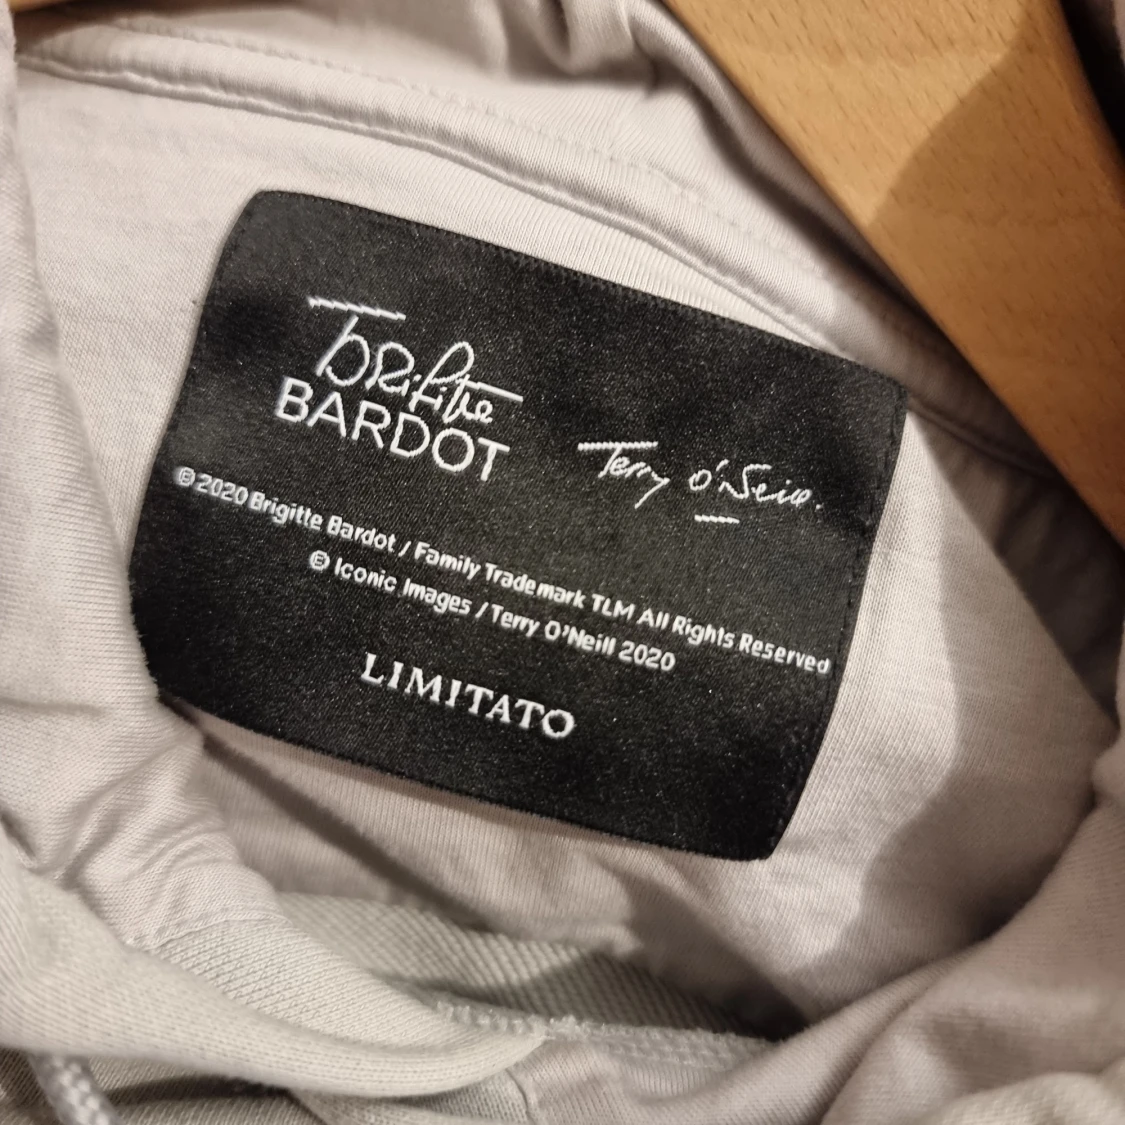 Brigitte
BARDOT
Terry O'Neill.
© 2020 Brigitte Bardot / Family Trademark TLM All Rights Reserved
© Iconic Images / Terry O'Neill 2020
LIMITATO